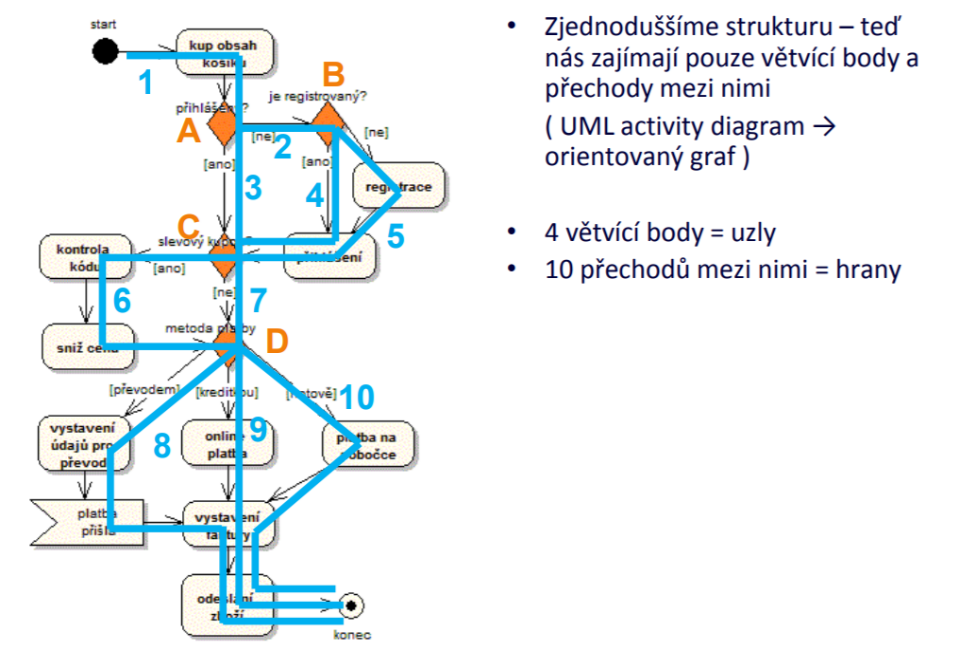 start
kup obsah
košíku
1
B
je registrovaný?
přihlášený?
A
[ne]
2
[ne]
[ano]
[ano]
3
4
registrace
5
C
slevový kupon?
kontrola
kódu
[ano]
přihlášení
6
[ne]
7
metoda platby
D
sniž cenu
[převodem]
[kreditkou]
[hotově]
10
vystavení
údajů pro
převod
8
online
platba
9
platba na
pobočce
platba
přišla
vystavení
faktury
odeslání
zboží
konec
• Zjednoduššíme strukturu – teď
nás zajímají pouze větvící body a
přechody mezi nimi
( UML activity diagram →
orientovaný graf )
• 4 větvící body = uzly
• 10 přechodů mezi nimi = hrany